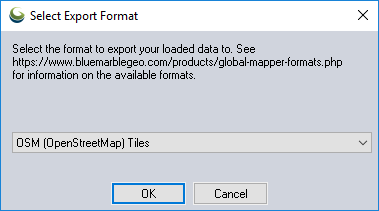 Select Export Format
Select the format to export your loaded data to. See
https://www.bluemarblegeo.com/products/global-mapper-formats.php
for information on the available formats.
OSM (OpenStreetMap) Tiles
OK
Cancel